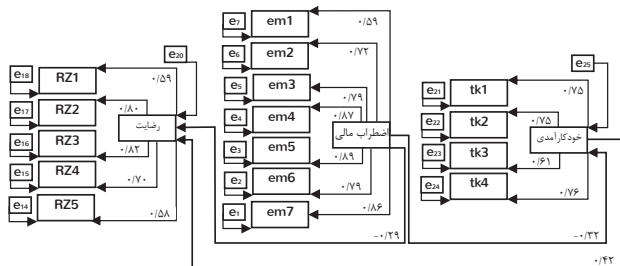 e7 em1 ۰/۵۹
e20
e6 em2 ۰/۷۲
e25
e18 RZ1 ۰/۵۹
e5 em3 ۰/۷۹
e21 tk1 ۰/۷۵
e17 RZ2 ۰/۸۰
e4 em4 ۰/۸۷
e22 tk2 ۰/۷۵
رضایت
اضطراب مالی
خودکارآمدی
e16 RZ3 ۰/۸۲
e3 em5 ۰/۸۹
e23 tk3 ۰/۶۱
e15 RZ4 ۰/۷۰
e2 em6 ۰/۷۹
e24 tk4 ۰/۷۶
e14 RZ5 ۰/۵۸
e1 em7 ۰/۸۶
-۰/۲۹
-۰/۳۲
۰/۴۲